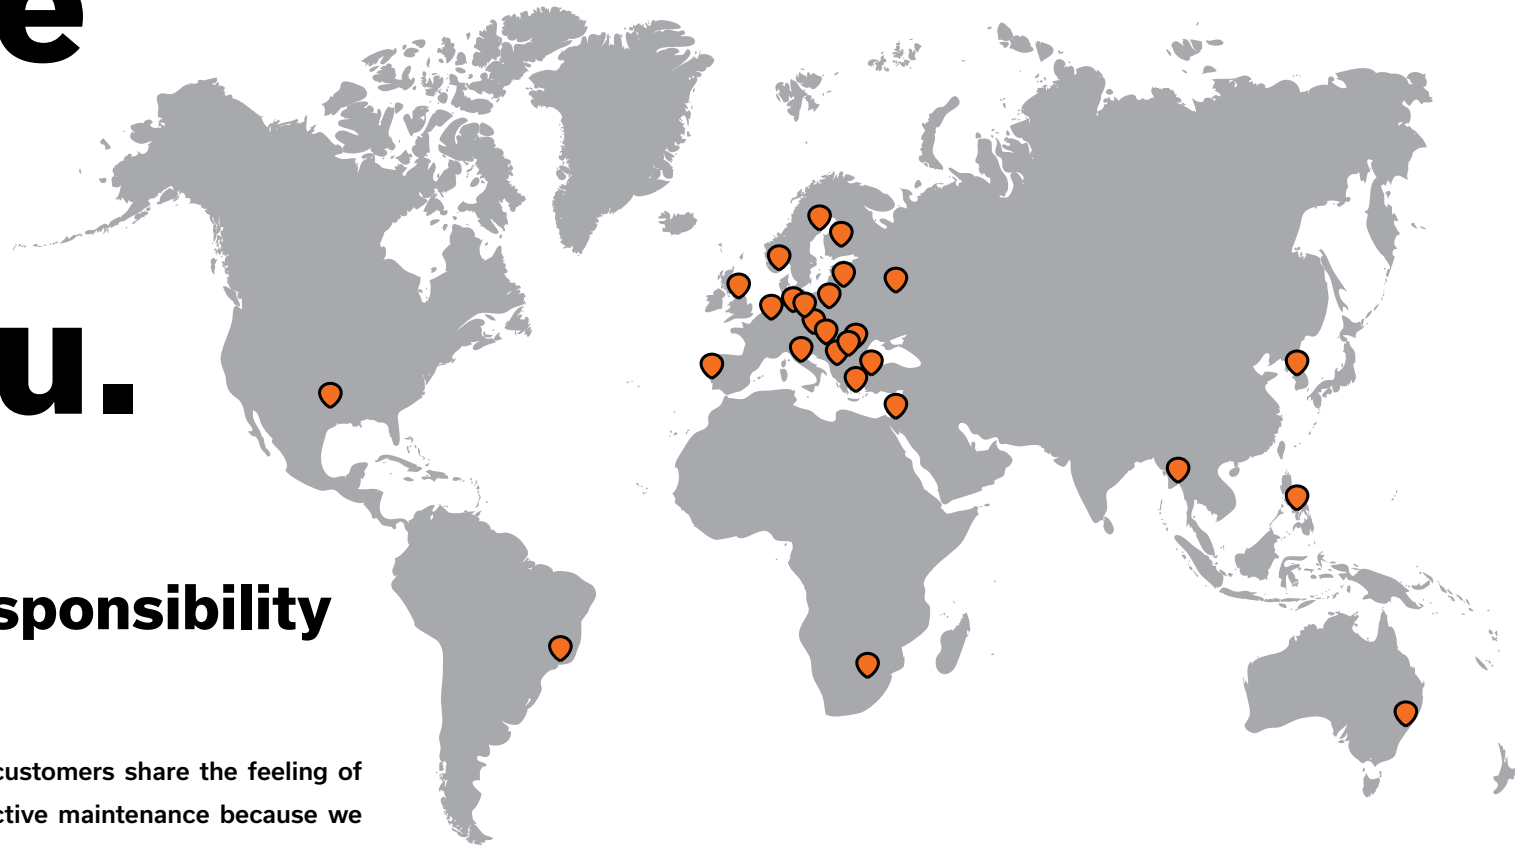 e
u.
sponsibility
customers share the feeling of
ctive maintenance because we